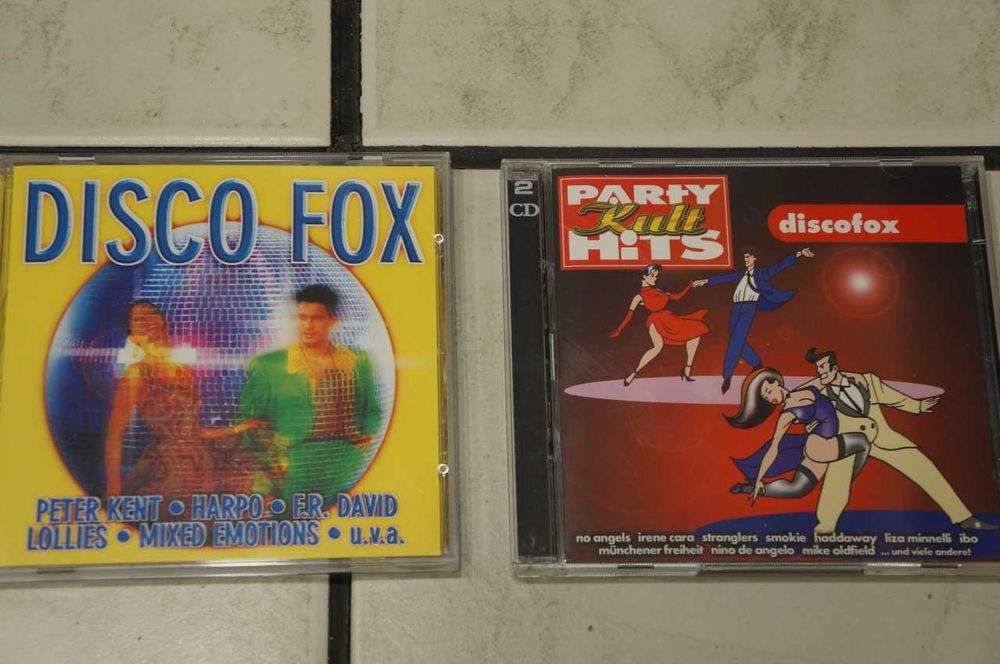 DISCO FOX
PETER KENT • HARPO • F.R. DAVID
LOLLIES • MIXED EMOTIONS • u.v.a.
2
CD
PARTY
Kult
HiTS
discofox
no angels irene cara stranglers smokie haddaway liza minnelli ibo
münchener freiheit nino de angelo mike oldfield ... und viele andere!